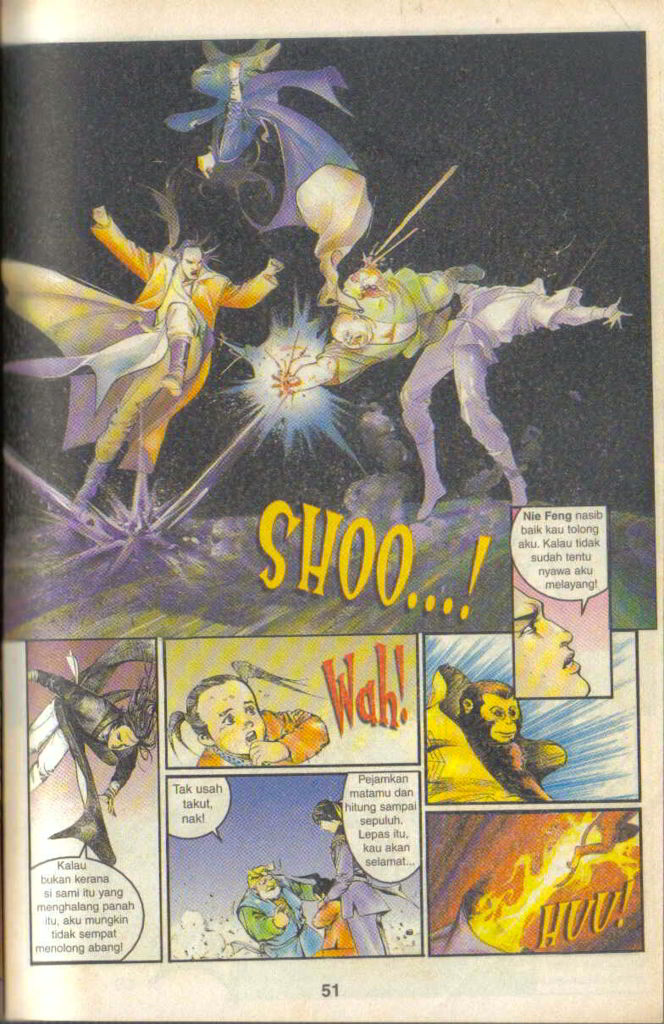 SHOO....!
Nie Feng nasib
baik kau tolong
aku. Kalau tidak
sudah tentu
nyawa aku
melayang!
Kalau
bukan kerana
si sami itu yang
menghalang panah
itu, aku mungkin
tidak sempat
menolong abang!
Wah!
Tak usah
takut,
nak!
Pejamkan
matamu dan
hitung sampai
sepuluh.
Lepas itu,
kau akan
selamat...
HUU!
51